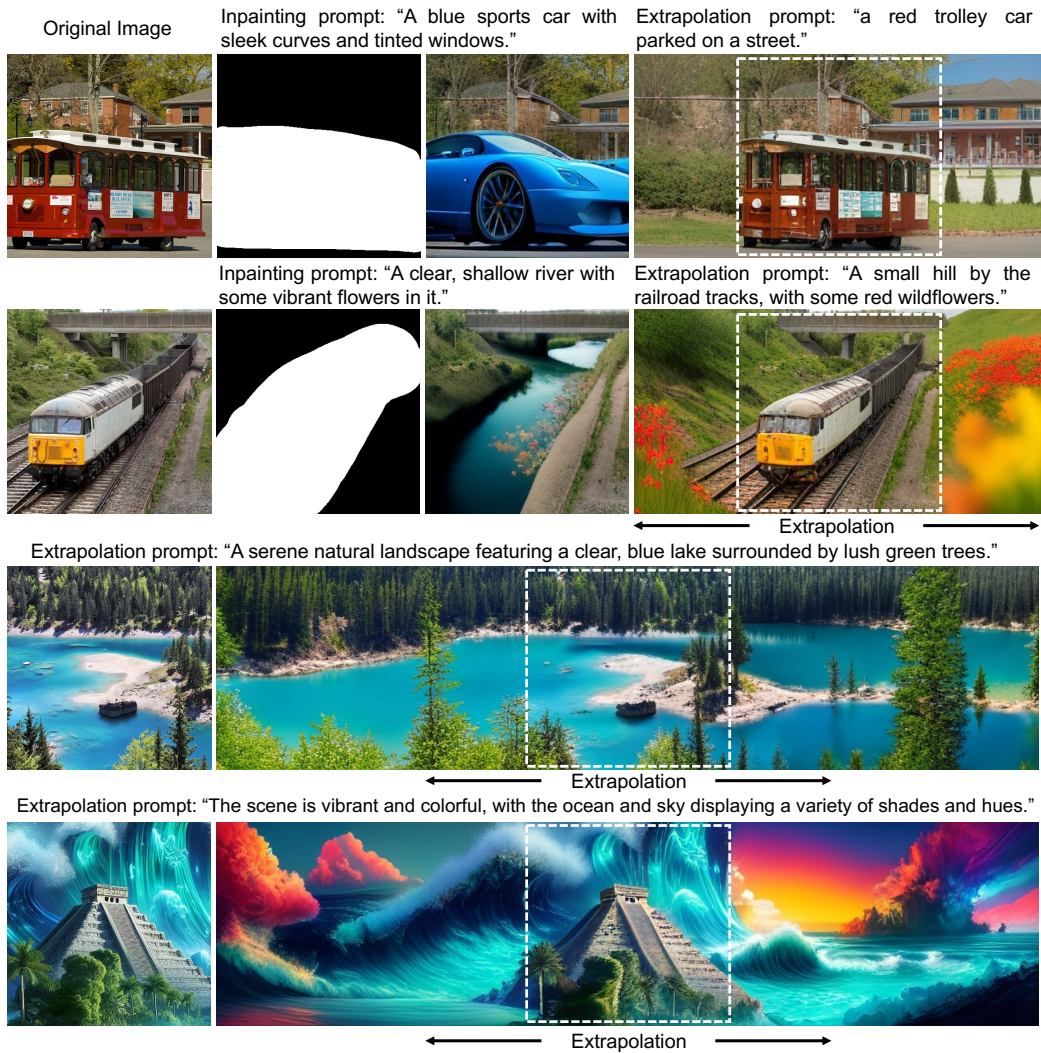 Original Image
Inpainting prompt: “A blue sports car with
sleek curves and tinted windows.”
Extrapolation prompt: “a red trolley car
parked on a street.”
Inpainting prompt: “A clear, shallow river with
some vibrant flowers in it.”
Extrapolation prompt: “A small hill by the
railroad tracks, with some red wildflowers.”
Extrapolation
Extrapolation prompt: “A serene natural landscape featuring a clear, blue lake surrounded by lush green trees.”
Extrapolation
Extrapolation prompt: “The scene is vibrant and colorful, with the ocean and sky displaying a variety of shades and hues.”
Extrapolation